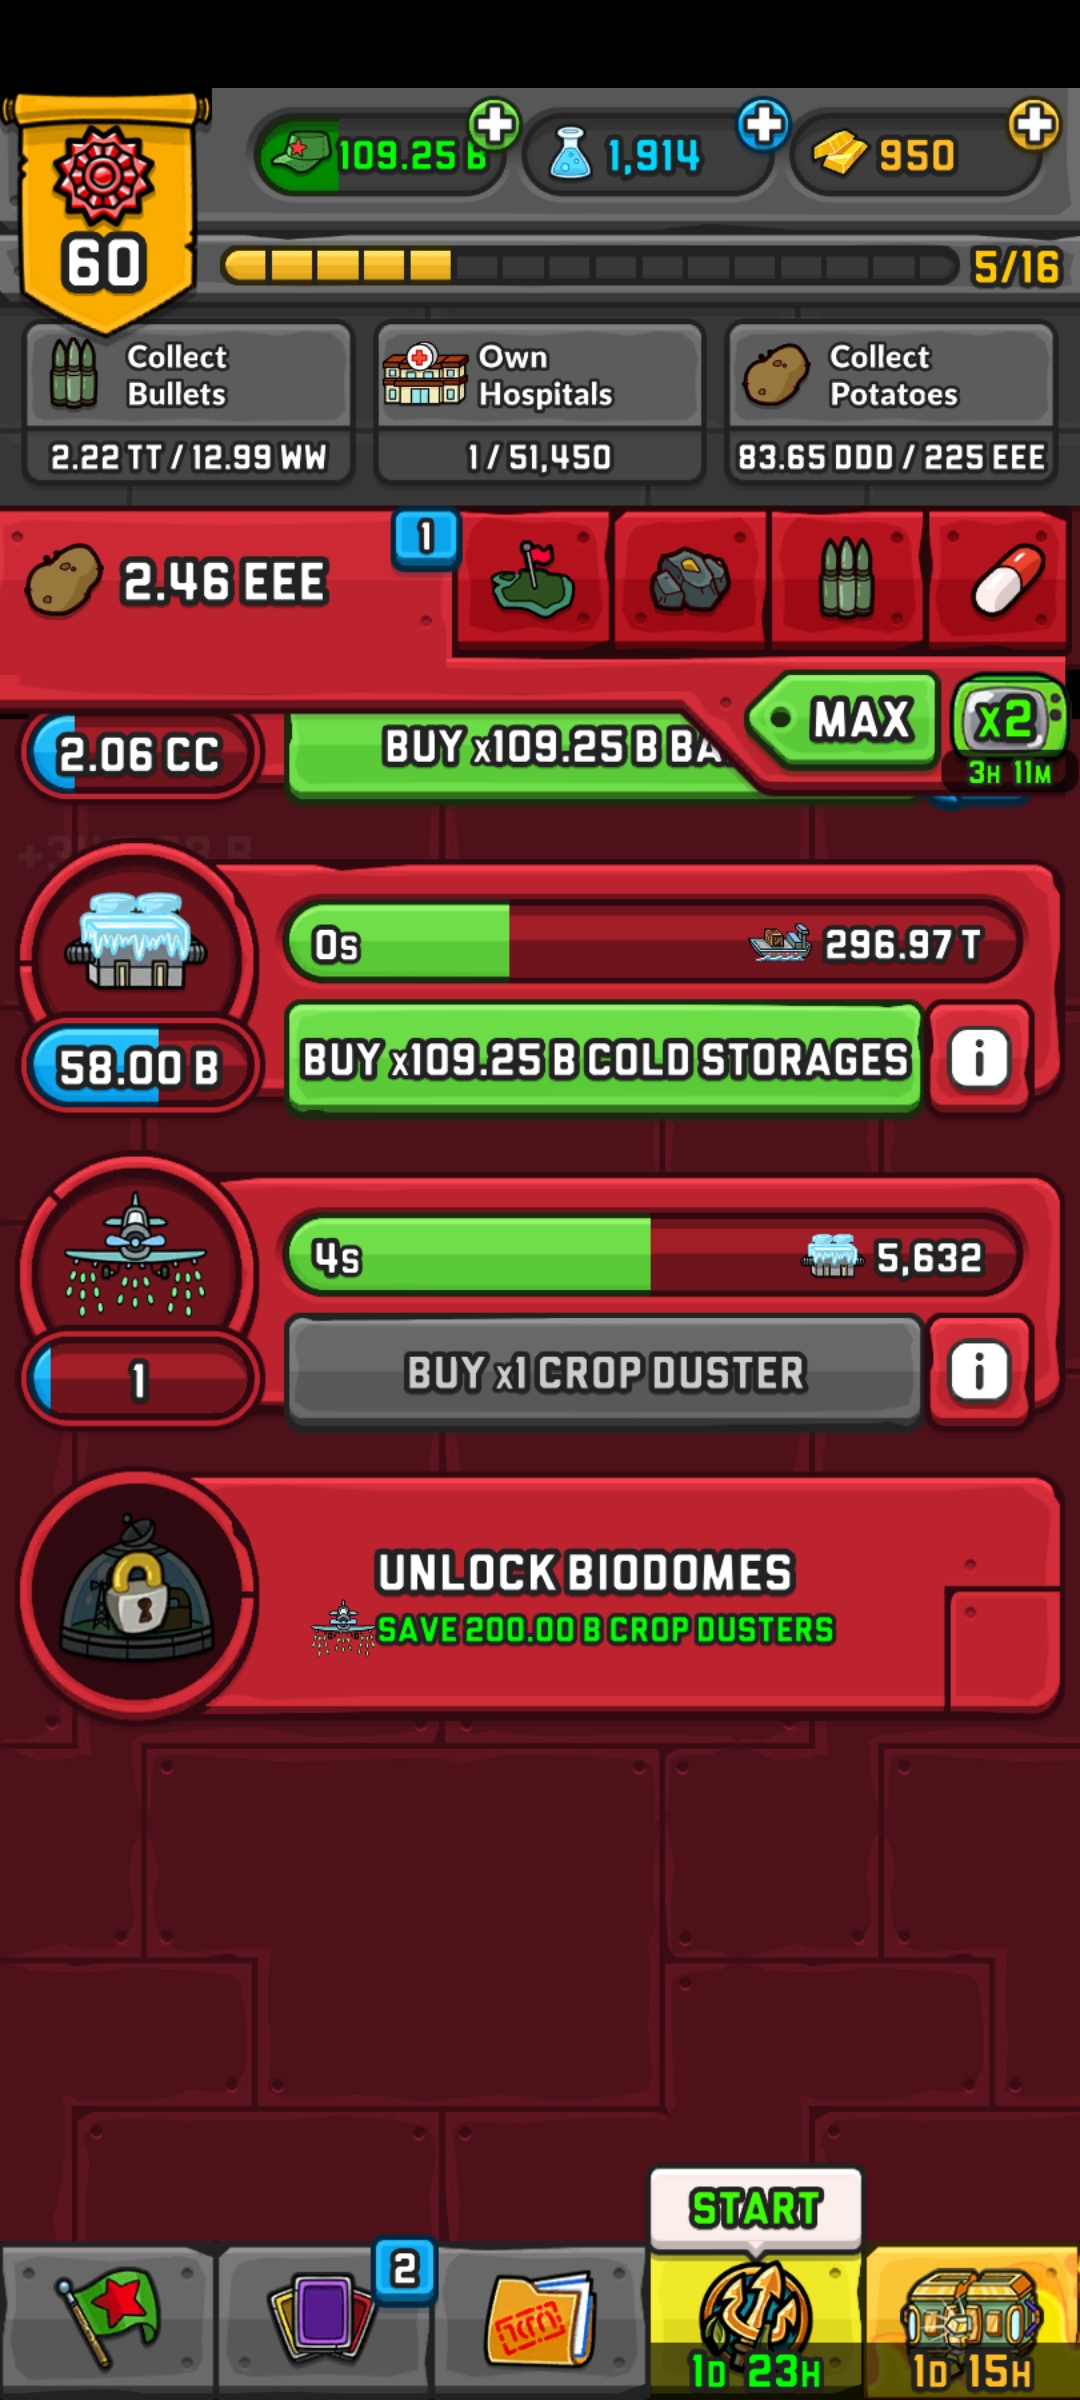 109.25 B
1,914
950
60
5/16
Collect
Bullets
2.22 TT / 12.99 WW
Own
Hospitals
1 / 51,450
Collect
Potatoes
83.65 DDD / 225 EEE
2.46 EEE
1
MAX
x2
3H 11M
2.06 CC
BUY x109.25 B BA
0s
296.97 T
58.00 B
BUY x109.25 B COLD STORAGES
i
4s
5,632
1
BUY x1 CROP DUSTER
i
UNLOCK BIODOMES
SAVE 200.00 B CROP DUSTERS
START
2
1D 23H
1D 15H